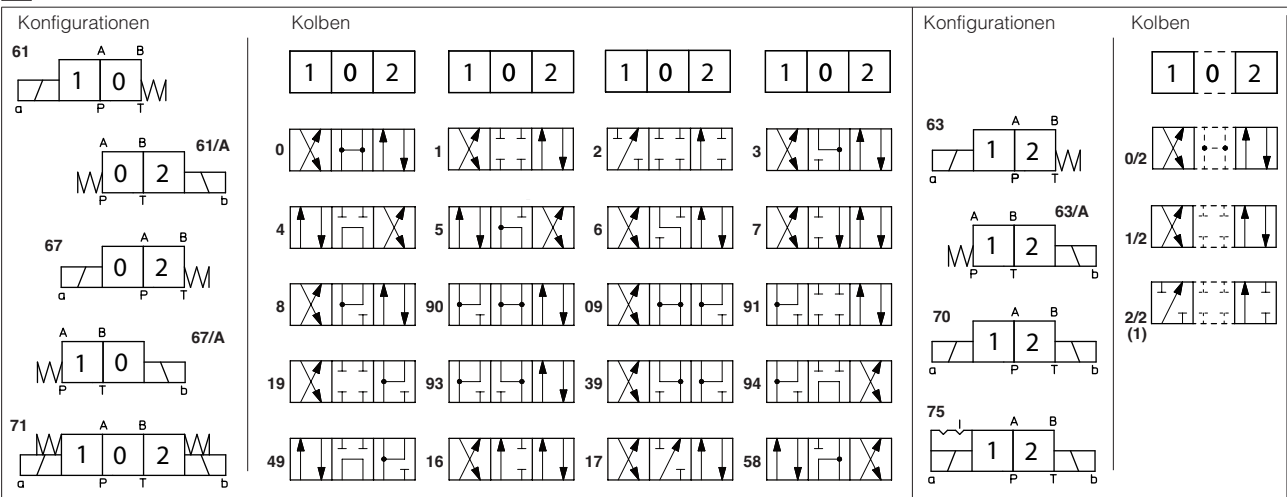 Konfigurationen
Kolben
Konfigurationen
Kolben
61
A B
1 0
a P T
A B 61/A
0 2
P T b
67 A B
0 2
a P T
A B 67/A
1 0
P T b
71 A B
1 0 2
a P T b
1 0 2
1 0 2
1 0 2
1 0 2
0
1
2
3
4
5
6
7
8
90
09
91
19
93
39
94
49
16
17
58
63 A B
1 2
a P T
A B 63/A
1 2
P T b
70 A B
1 2
a P T b
75 A B
1 2
a P T
1 0 2
0/2
1/2
2/2
(1)